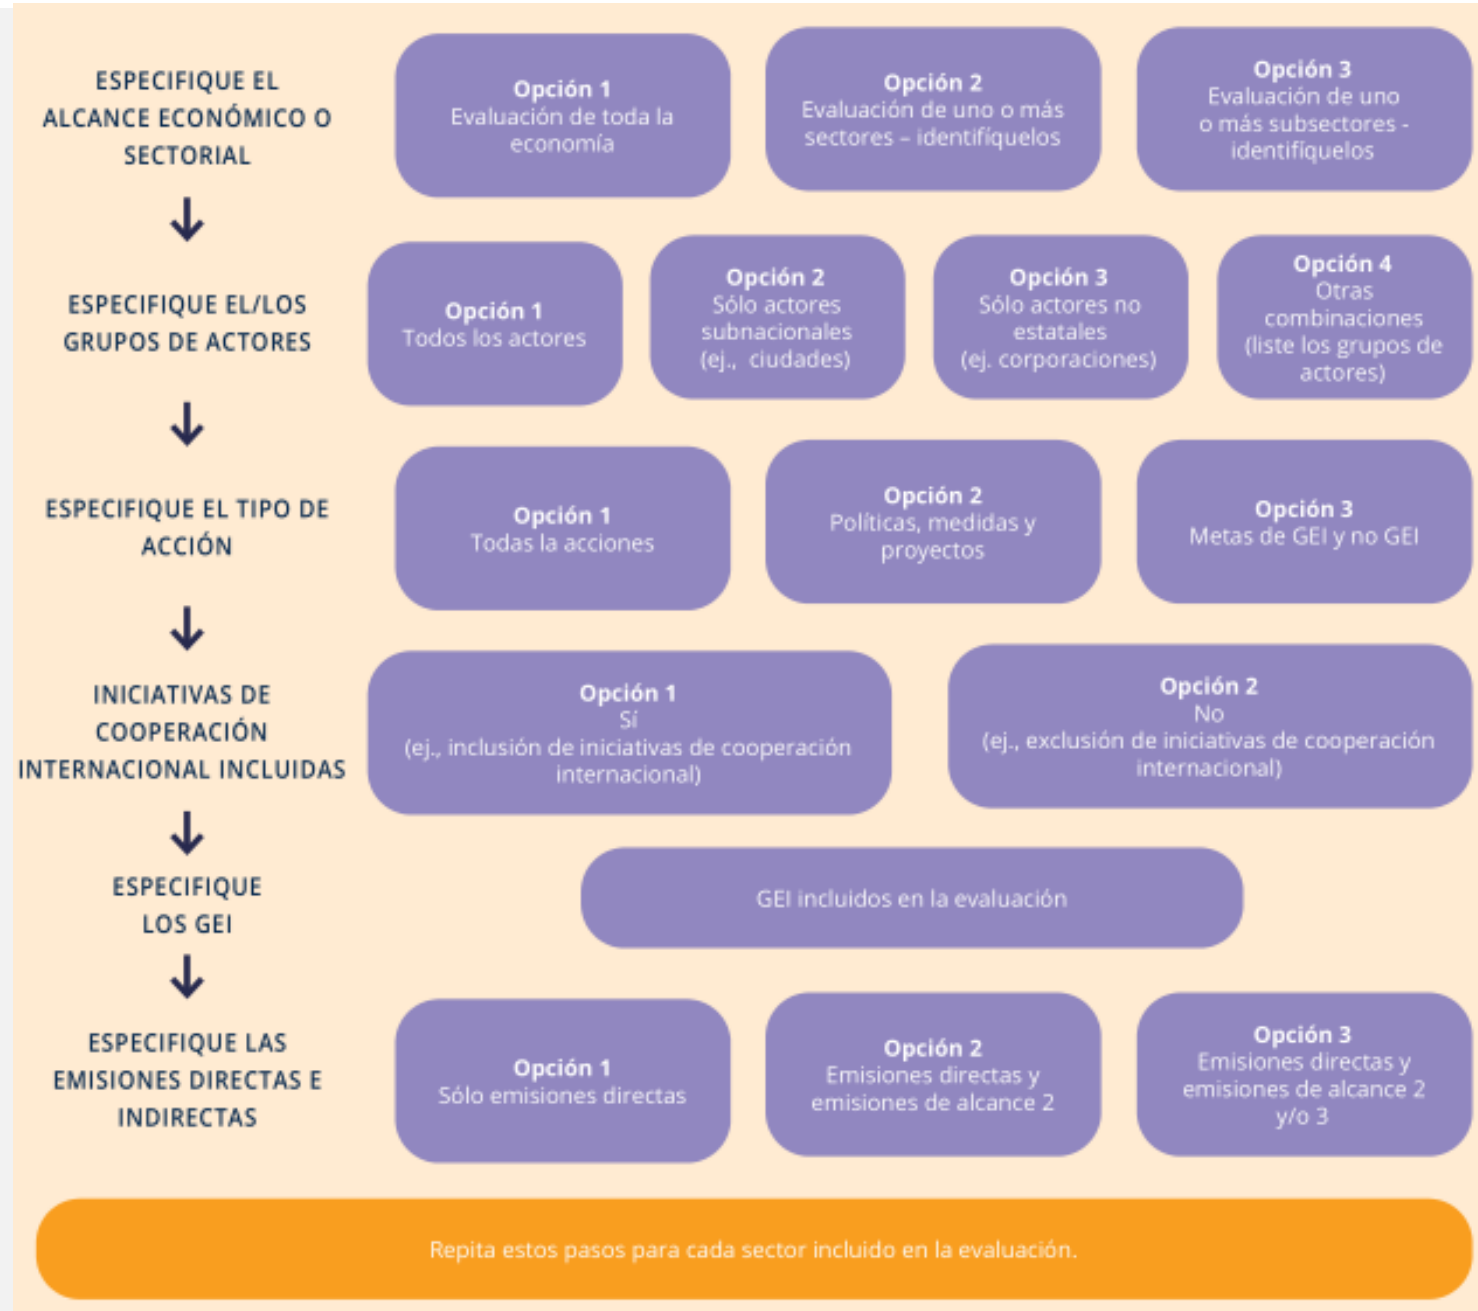 ESPECIFIQUE EL
ALCANCE ECONÓMICO O
SECTORIAL
Opción 1
Evaluación de toda la
economía
Opción 2
Evaluación de uno o más
sectores – identifíquelos
Opción 3
Evaluación de uno
o más subsectores -
identifíquelos
ESPECIFIQUE EL/LOS
GRUPOS DE ACTORES
Opción 1
Todos los actores
Opción 2
Sólo actores
subnacionales
(ej., ciudades)
Opción 3
Sólo actores no
estatales
(ej. corporaciones)
Opción 4
Otras
combinaciones
(liste los grupos de
actores)
ESPECIFIQUE EL TIPO DE
ACCIÓN
Opción 1
Todas la acciones
Opción 2
Políticas, medidas y
proyectos
Opción 3
Metas de GEI y no GEI
INICIATIVAS DE
COOPERACIÓN
INTERNACIONAL INCLUIDAS
Opción 1
Sí
(ej., inclusión de iniciativas de cooperación
internacional)
Opción 2
No
(ej., exclusión de iniciativas de cooperación
internacional)
ESPECIFIQUE
LOS GEI
GEI incluidos en la evaluación
ESPECIFIQUE LAS
EMISIONES DIRECTAS E
INDIRECTAS
Opción 1
Sólo emisiones directas
Opción 2
Emisiones directas y
emisiones de alcance 2
Opción 3
Emisiones directas y
emisiones de alcance 2
y/o 3
Repita estos pasos para cada sector incluido en la evaluación.